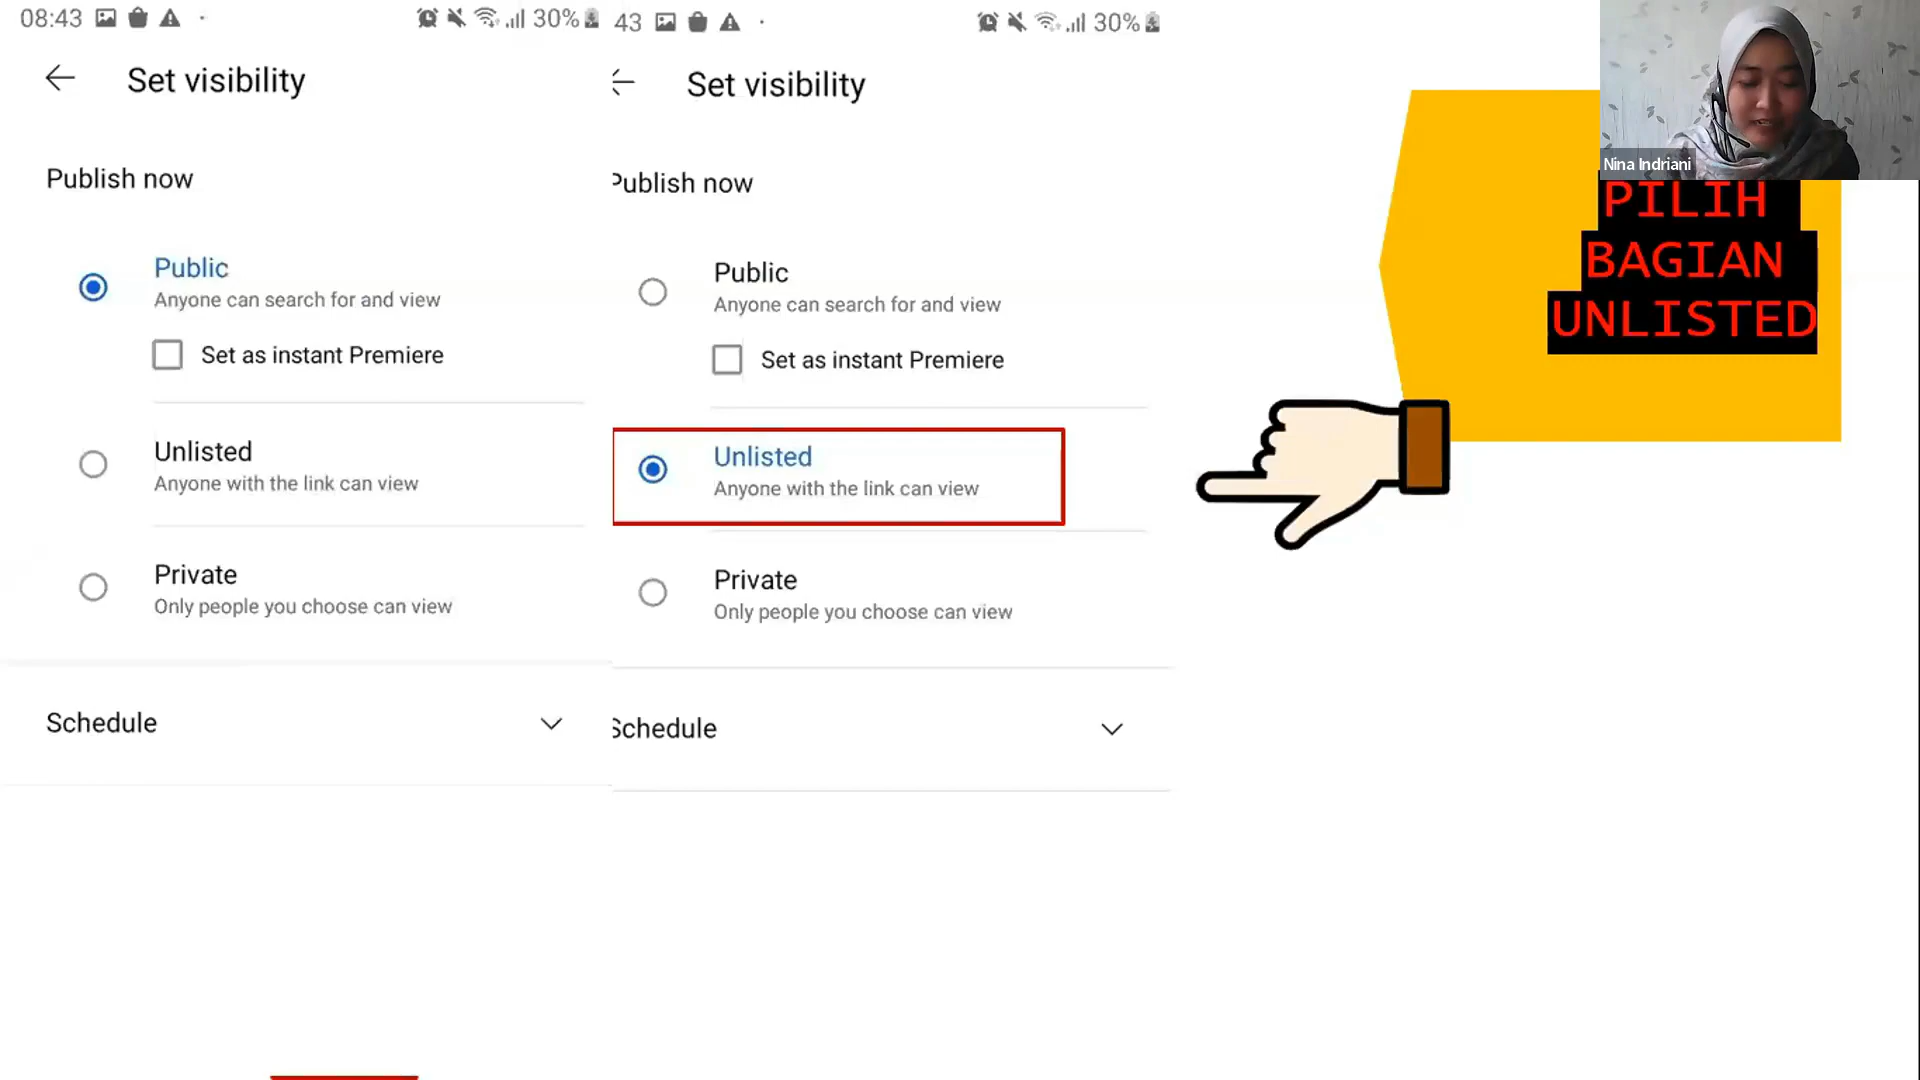 08:43
30%
Set visibility
Publish now
Public
Anyone can search for and view
Set as instant Premiere
Unlisted
Anyone with the link can view
Private
Only people you choose can view
Schedule
43
30%
Set visibility
Publish now
Public
Anyone can search for and view
Set as instant Premiere
Unlisted
Anyone with the link can view
Private
Only people you choose can view
Schedule
Nina Indriani
PILIH
BAGIAN
UNLISTED